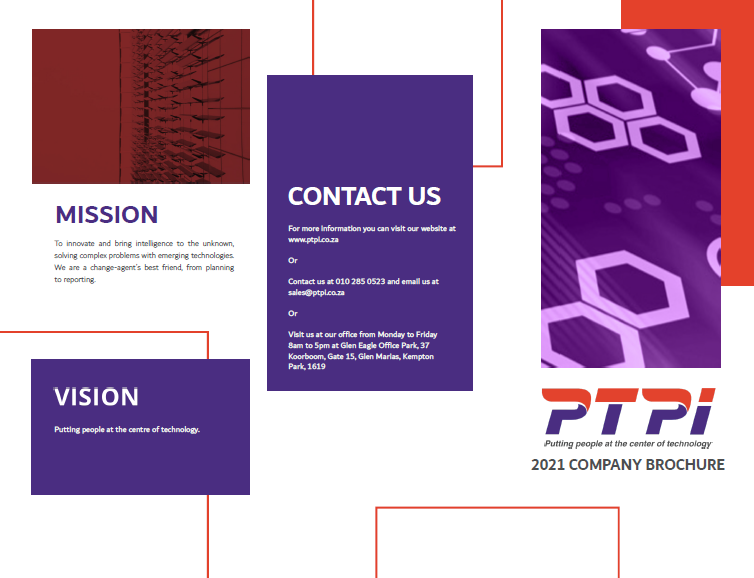 MISSION
To innovate and bring intelligence to the unknown,
solving complex problems with emerging technologies.
We are a change-agent's best friend, from planning
to reporting.
VISION
Putting people at the centre of technology.
CONTACT US
For more information you can visit our website at
www.ptpi.co.za
Or
Contact us at 010 285 0523 and email us at
sales@ptpi.co.za
Or
Visit us at our office from Monday to Friday
8am to 5pm at Glen Eagle Office Park, 37
Koorboom, Gate 15, Glen Marias, Kempton
Park, 1619
PTPi
Putting people at the center of technology
2021 COMPANY BROCHURE